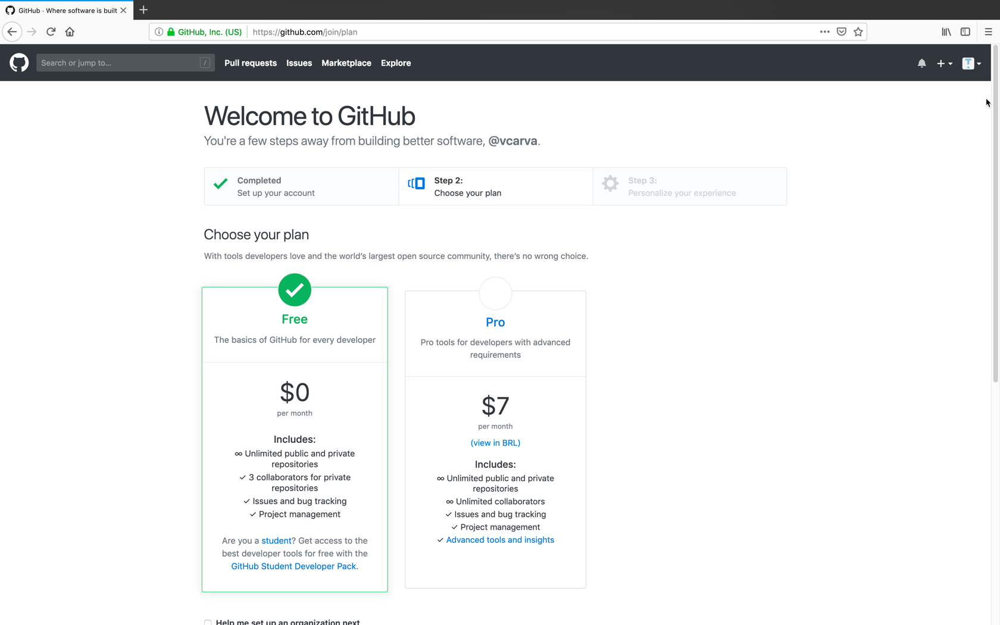 GitHub · Where software is built
GitHub, Inc. (US)
https://github.com/join/plan
Search or jump to...
/
Pull requests
Issues
Marketplace
Explore
Welcome to GitHub
You're a few steps away from building better software, @vcarva.
Completed
Set up your account
Step 2:
Choose your plan
Step 3:
Personalize your experience
Choose your plan
With tools developers love and the world's largest open source community, there's no wrong choice.
Free
The basics of GitHub for every developer
$0
per month
Includes:
∞ Unlimited public and private
repositories
✓ 3 collaborators for private
repositories
✓ Issues and bug tracking
✓ Project management
Are you a student? Get access to the
best developer tools for free with the
GitHub Student Developer Pack.
Pro
Pro tools for developers with advanced
requirements
$7
per month
(view in BRL)
Includes:
∞ Unlimited public and private
repositories
∞ Unlimited collaborators
✓ Issues and bug tracking
✓ Project management
✓ Advanced tools and insights
Help me set up an organization next